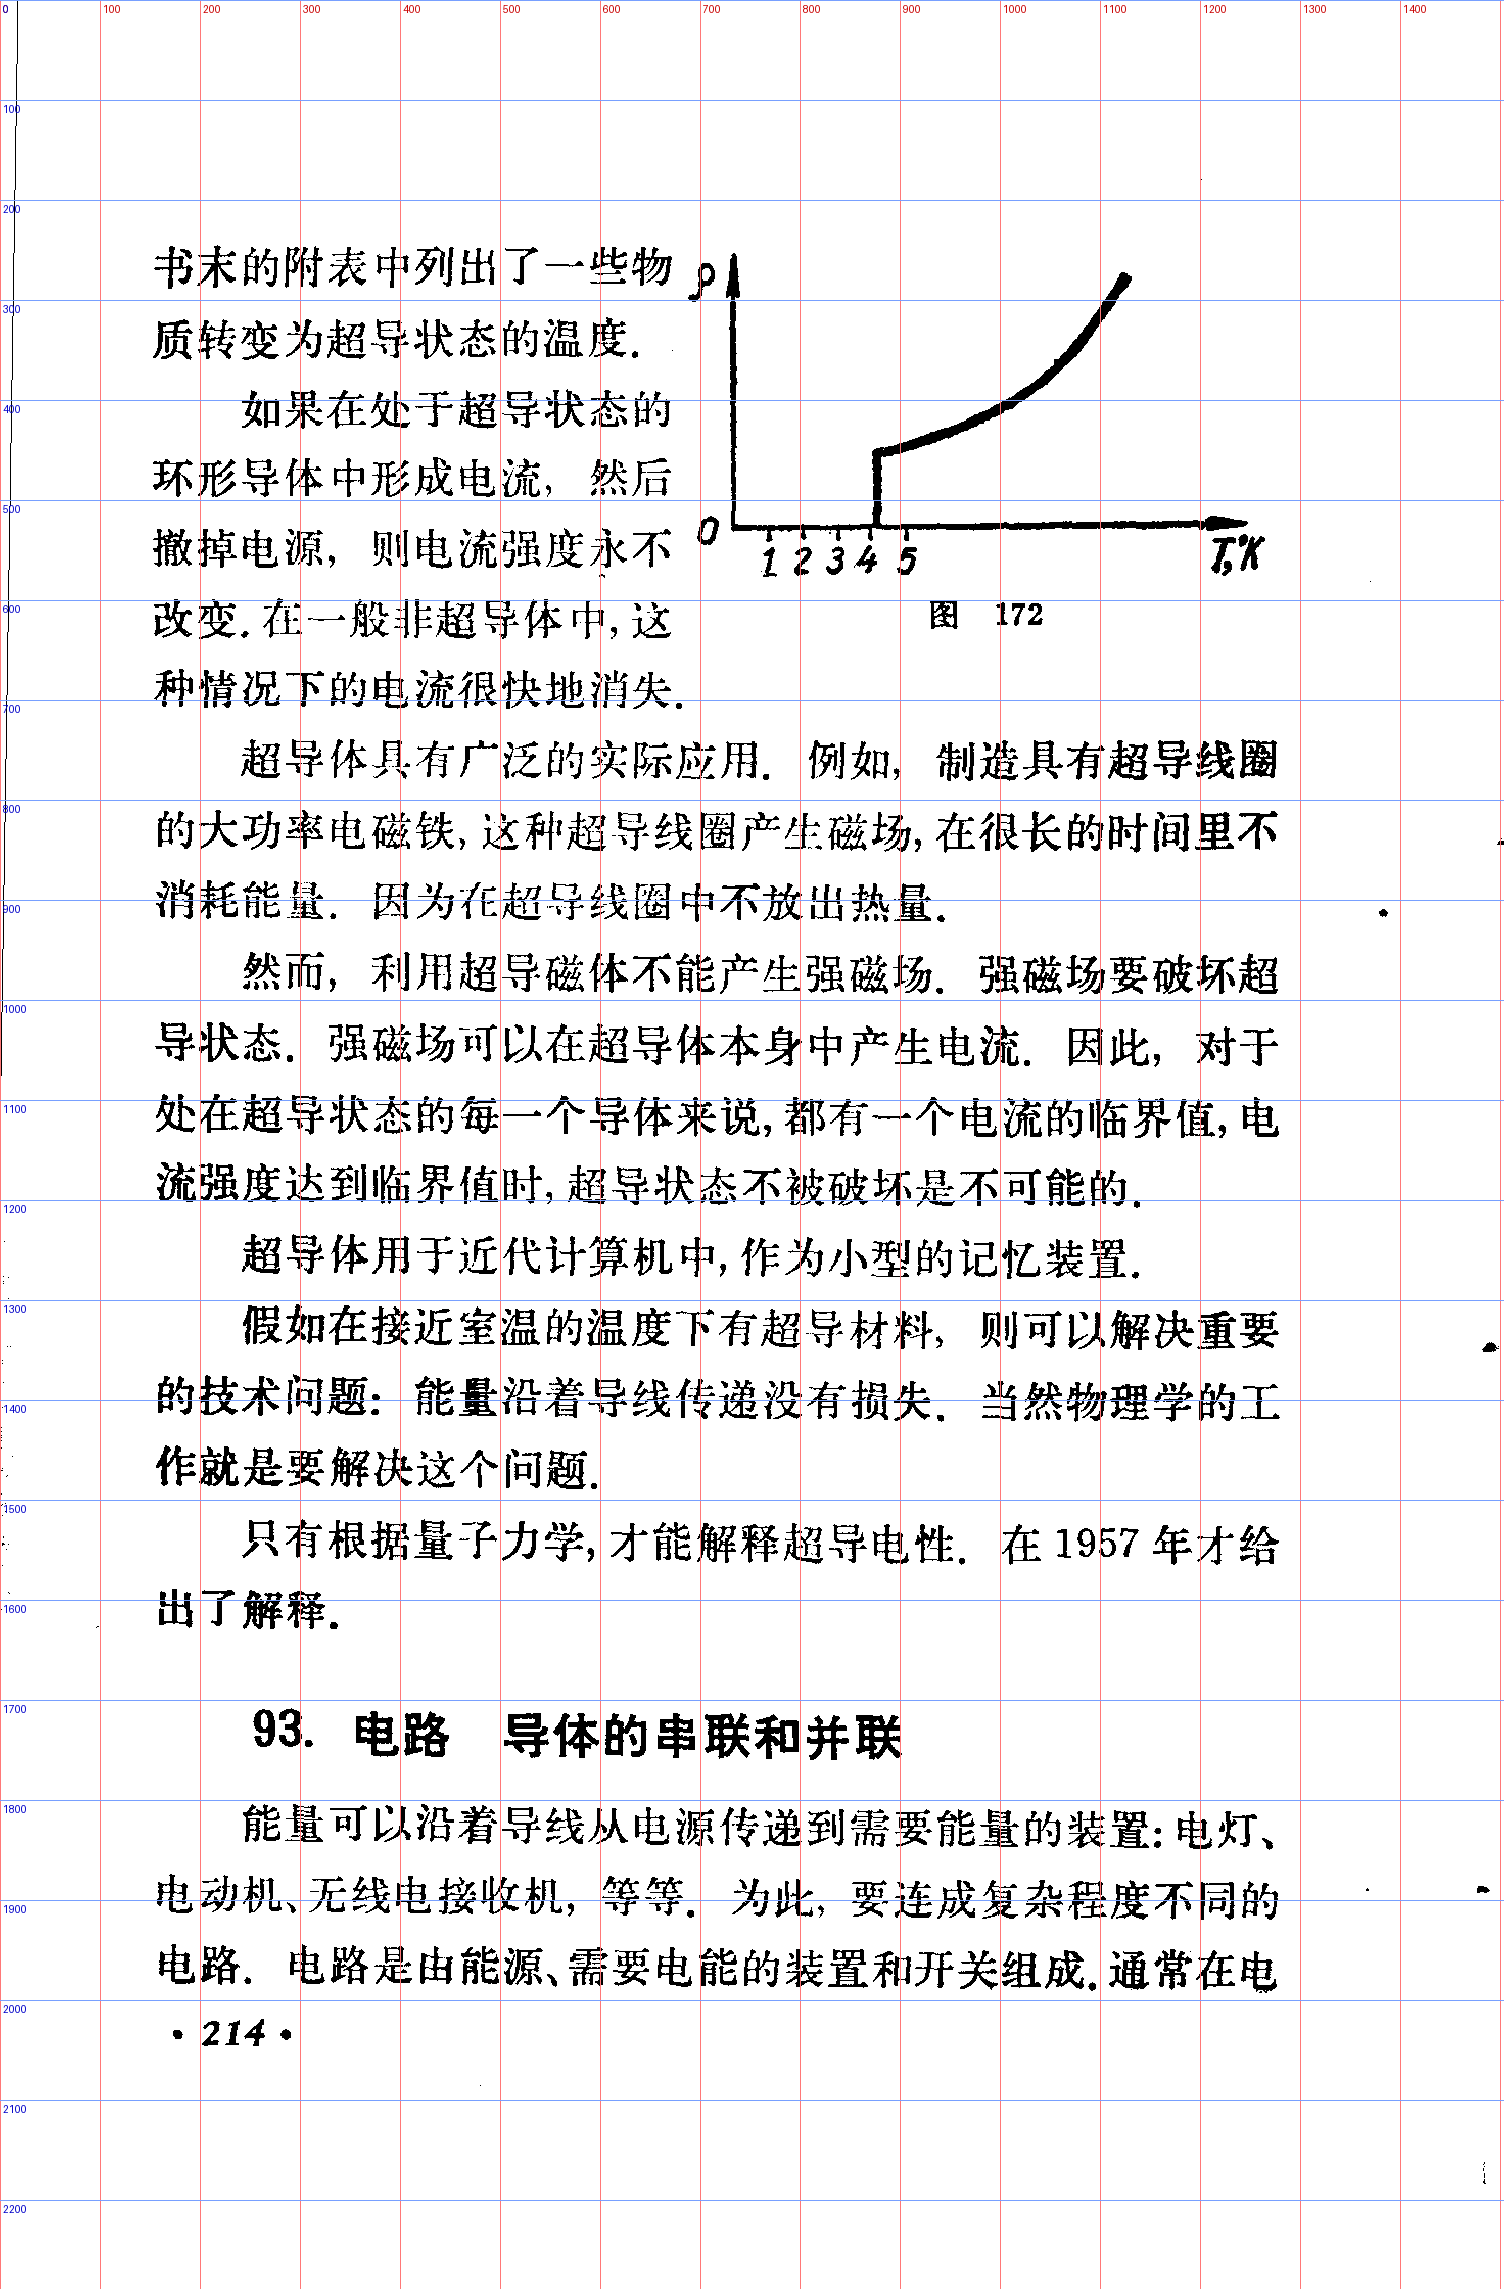 书末的附表中列出了一些物
质转变为超导状态的温度.
如果在处于超导状态的
环形导体中形成电流, 然后
撤掉电源, 则电流强度永不
改变. 在一般非超导体中, 这
种情况下的电流很快地消失.
ρ
0
1 2 3 4 5
T,°K
图 172
超导体具有广泛的实际应用. 例如, 制造具有超导线圈
的大功率电磁铁, 这种超导线圈产生磁场, 在很长的时间里不
消耗能量. 因为在超导线圈中不放出热量.
然而, 利用超导磁体不能产生强磁场. 强磁场要破坏超
导状态. 强磁场可以在超导体本身中产生电流. 因此, 对于
处在超导状态的每一个导体来说, 都有一个电流的临界值, 电
流强度达到临界值时, 超导状态不被破坏是不可能的.
超导体用于近代计算机中, 作为小型的记忆装置.
假如在接近室温的温度下有超导材料, 则可以解决重要
的技术问题: 能量沿着导线传递没有损失. 当然物理学的工
作就是要解决这个问题.
只有根据量子力学, 才能解释超导电性. 在 1957 年才给
出了解释.
93. 电路 导体的串联和并联
能量可以沿着导线从电源传递到需要能量的装置: 电灯、
电动机、无线电接收机, 等等. 为此, 要连成复杂程度不同的
电路. 电路是由能源、需要电能的装置和开关组成. 通常在电
• 214 •